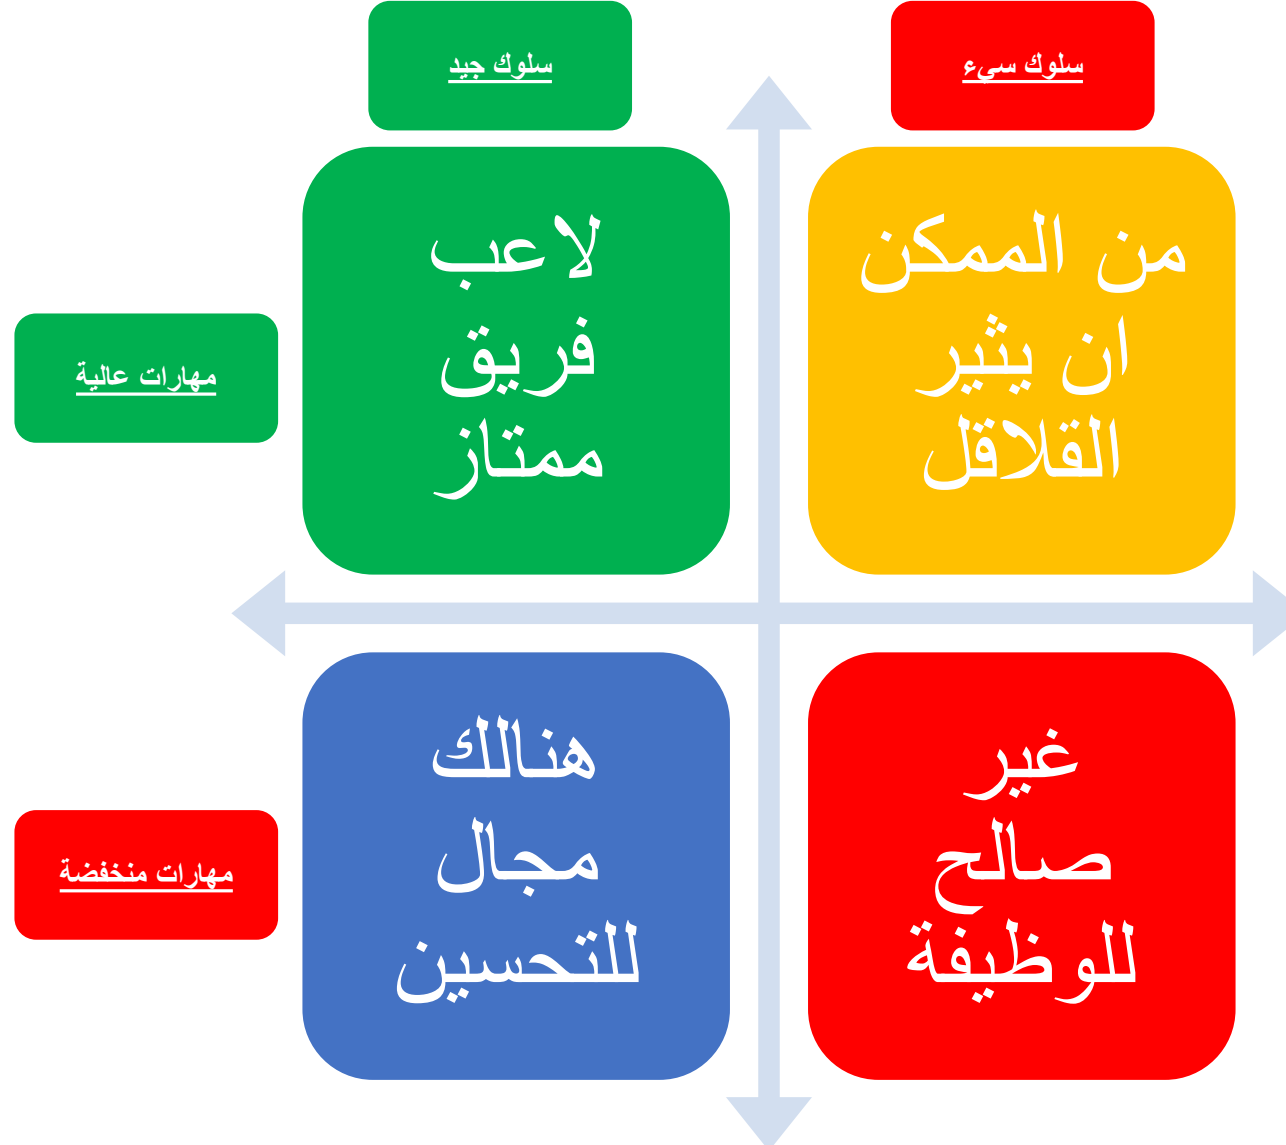 سلوك سيء
سلوك جيد
مهارات عالية
من الممكن
ان يثير
القلاقل
لاعب
فريق
ممتاز
مهارات منخفضة
غير
صالح
للوظيفة
هنالك
مجال
للتحسين